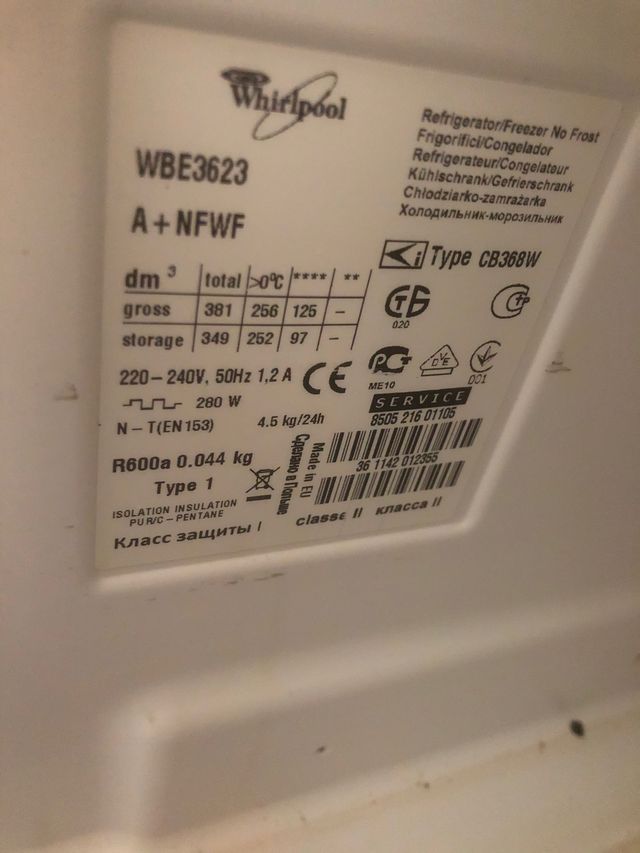 Whirlpool
Refrigerator/Freezer No Frost
Frigorifici/Congelador
Refrigerateur/Congelateur
Kühlschrank/Gefrierschrank
Chłodziarko-zamrażarka
Холодильник-морозильник
WBE3623
A+NFWF
Type CB368W
dm³ total >0°C **** **
gross 381 256 125 –
storage 349 252 97 –
020
220–240V, 50Hz 1,2 A
CE
ME10
001
280 W
SERVICE
8505 216 01105
N–T(EN153) 4.5 kg/24h
R600a 0.044 kg
Type 1
Made in EU
Сделано в Польше
36 1142 012355
ISOLATION INSULATION
PUR/C–PENTANE
Класс защиты I classe II класса II